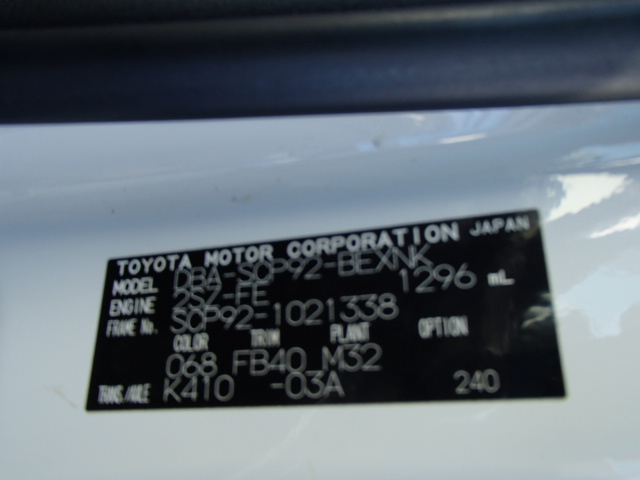 TOYOTA MOTOR CORPORATION JAPAN
MODEL DBA-SCP92-BEXNK
ENGINE 2SZ-FE 1296 mL
FRAME No. SCP92-1021338
COLOR TRIM PLANT OPTION
068 FB40 M32
TRANS/AXLE K410 -03A 240